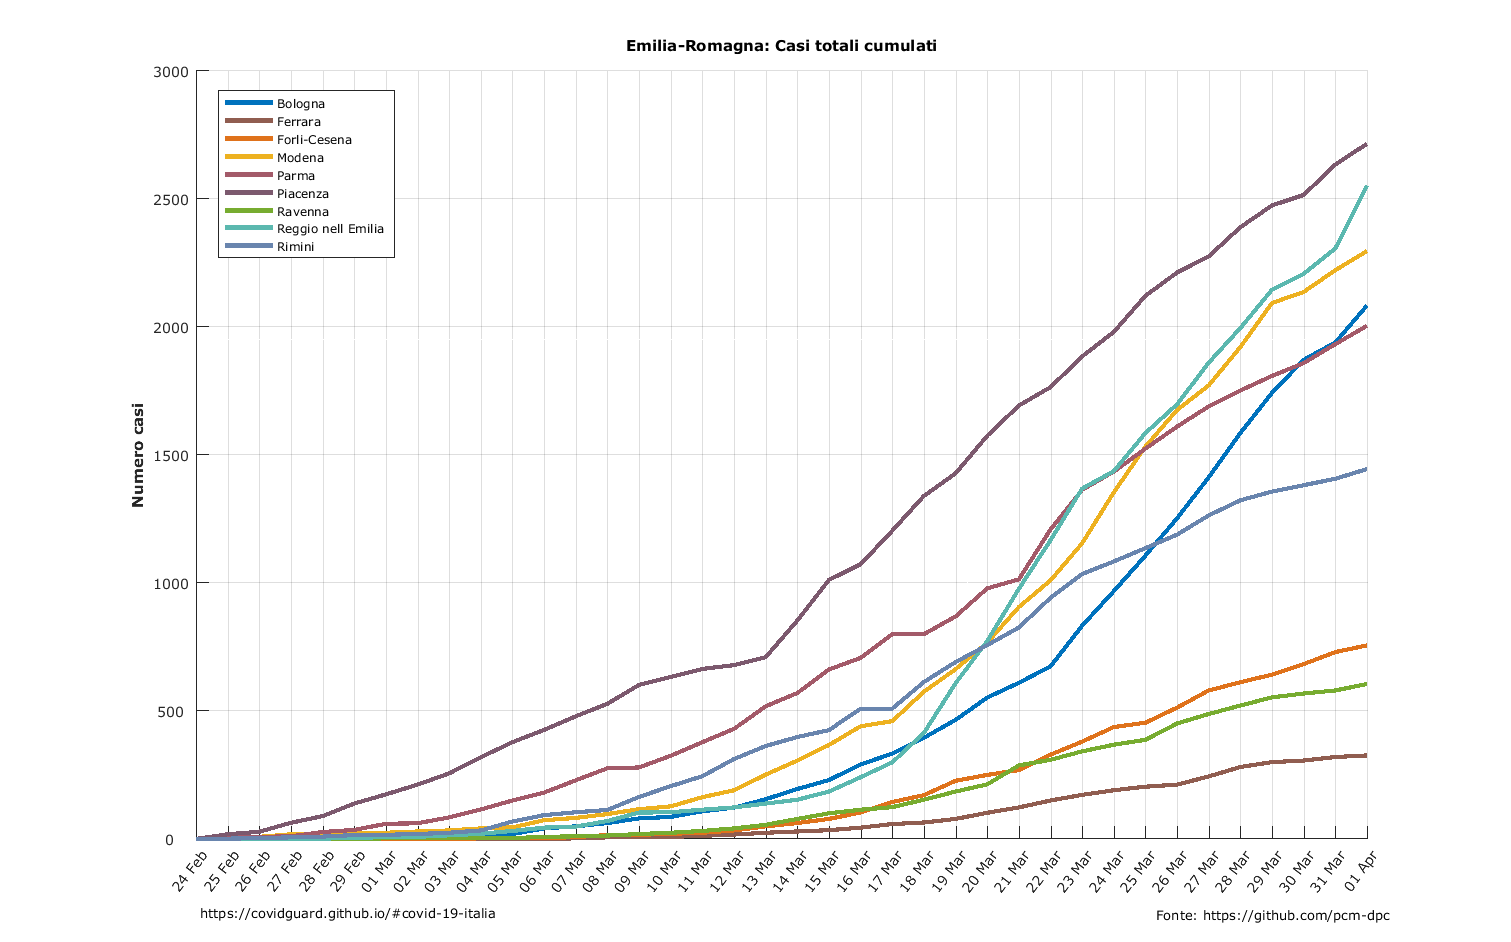 Emilia-Romagna: Casi totali cumulati
3000
2500
2000
1500
1000
500
0
Numero casi
Bologna
Ferrara
Forli-Cesena
Modena
Parma
Piacenza
Ravenna
Reggio nell Emilia
Rimini
24 Feb
25 Feb
26 Feb
27 Feb
28 Feb
29 Feb
01 Mar
02 Mar
03 Mar
04 Mar
05 Mar
06 Mar
07 Mar
08 Mar
09 Mar
10 Mar
11 Mar
12 Mar
13 Mar
14 Mar
15 Mar
16 Mar
17 Mar
18 Mar
19 Mar
20 Mar
21 Mar
22 Mar
23 Mar
24 Mar
25 Mar
26 Mar
27 Mar
28 Mar
29 Mar
30 Mar
31 Mar
01 Apr
https://covidguard.github.io/#covid-19-italia
Fonte: https://github.com/pcm-dpc